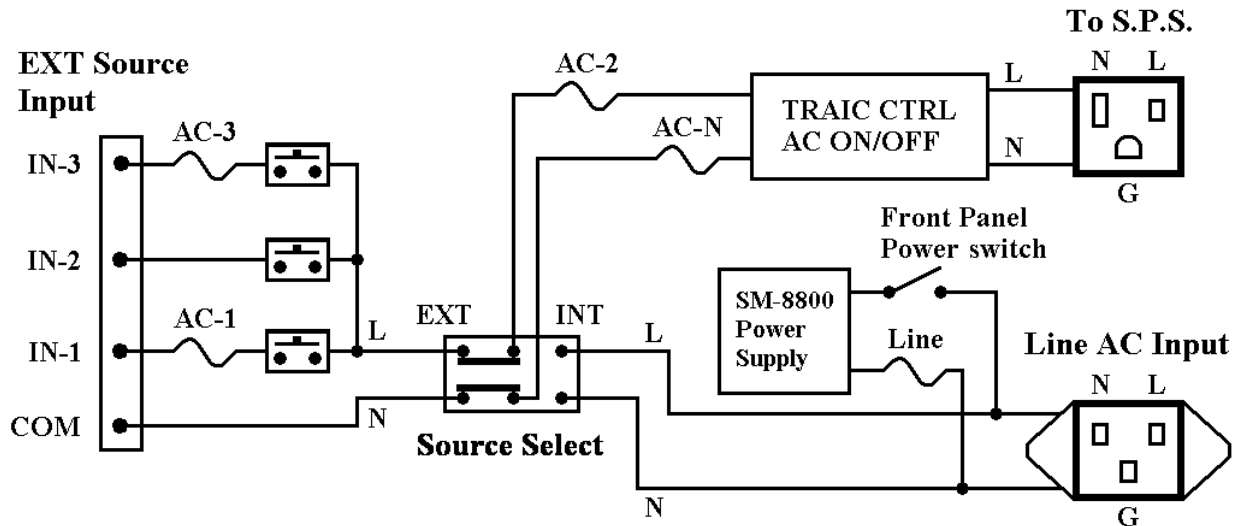 To S.P.S.
N L
EXT Source
Input
AC-2
L
TRAIC CTRL
AC ON/OFF
AC-3
AC-N
IN-3
N
G
Front Panel
Power switch
IN-2
SM-8800
Power
Supply
AC-1
EXT
INT
L
L
Line
Line AC Input
IN-1
N L
COM
N
Source Select
N
G